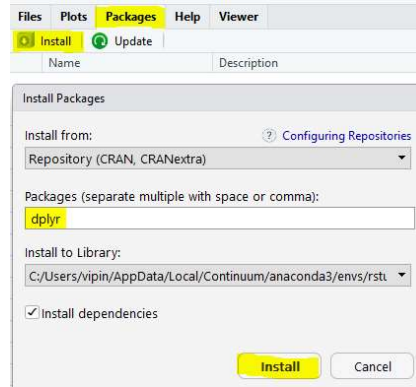 Files Plots Packages Help Viewer
Install Update
Name Description
Install Packages
Install from: ? Configuring Repositories
Repository (CRAN, CRANextra)
Packages (separate multiple with space or comma):
dplyr
Install to Library:
C:/Users/vipin/AppData/Local/Continuum/anaconda3/envs/rstu
Install dependencies
Install Cancel